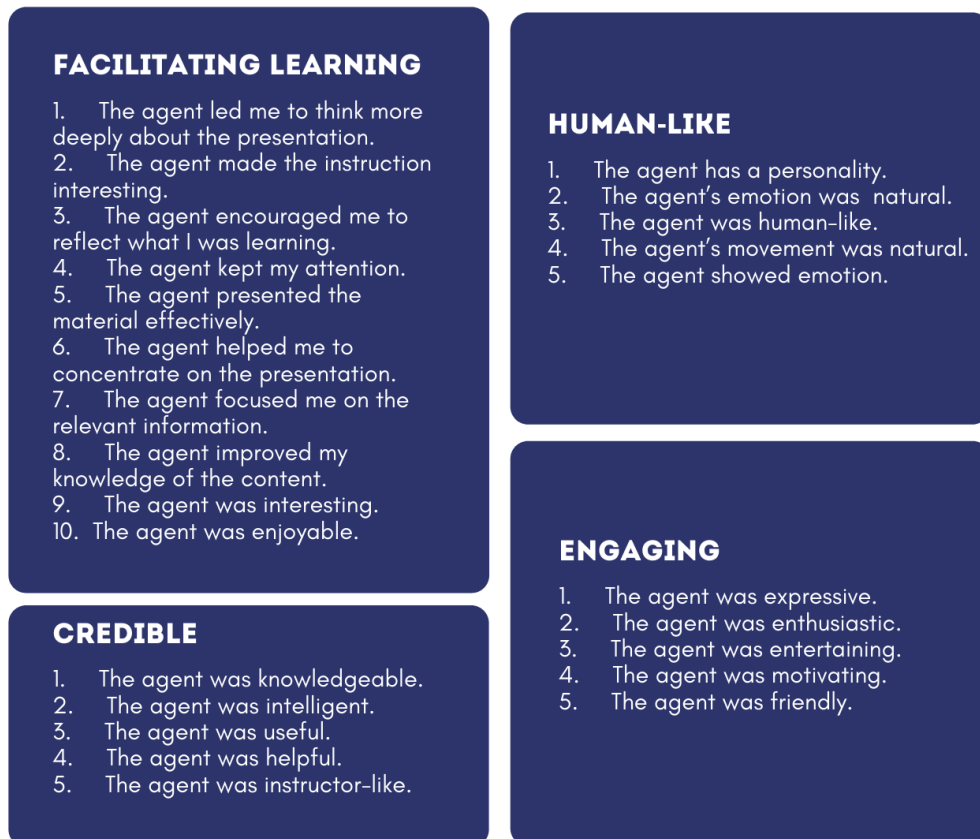 FACILITATING LEARNING
1. The agent led me to think more
deeply about the presentation.
2. The agent made the instruction
interesting.
3. The agent encouraged me to
reflect what I was learning.
4. The agent kept my attention.
5. The agent presented the
material effectively.
6. The agent helped me to
concentrate on the presentation.
7. The agent focused me on the
relevant information.
8. The agent improved my
knowledge of the content.
9. The agent was interesting.
10. The agent was enjoyable.
CREDIBLE
1. The agent was knowledgeable.
2. The agent was intelligent.
3. The agent was useful.
4. The agent was helpful.
5. The agent was instructor-like.
HUMAN-LIKE
1. The agent has a personality.
2. The agent's emotion was natural.
3. The agent was human-like.
4. The agent's movement was natural.
5. The agent showed emotion.
ENGAGING
1. The agent was expressive.
2. The agent was enthusiastic.
3. The agent was entertaining.
4. The agent was motivating.
5. The agent was friendly.